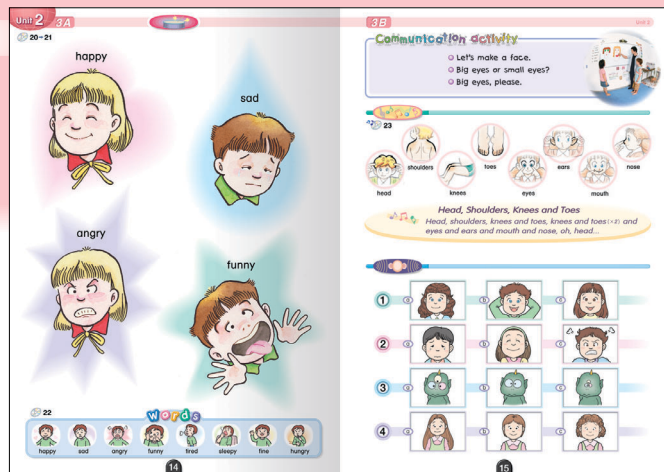 Unit 2 3A
20-21
happy
sad
angry
funny
22
Words
happy sad angry funny tired sleepy fine hungry
14
3B
Unit 2
Communication activity
Let's make a face.
Big eyes or small eyes?
Big eyes, please.
23
head shoulders knees toes eyes ears mouth nose
Head, Shoulders, Knees and Toes
Head, shoulders, knees and toes, knees and toes(×2) and
eyes and ears and mouth and nose, oh, head...
1 a b c
2 a b c
3 a b c
4 a b c
15